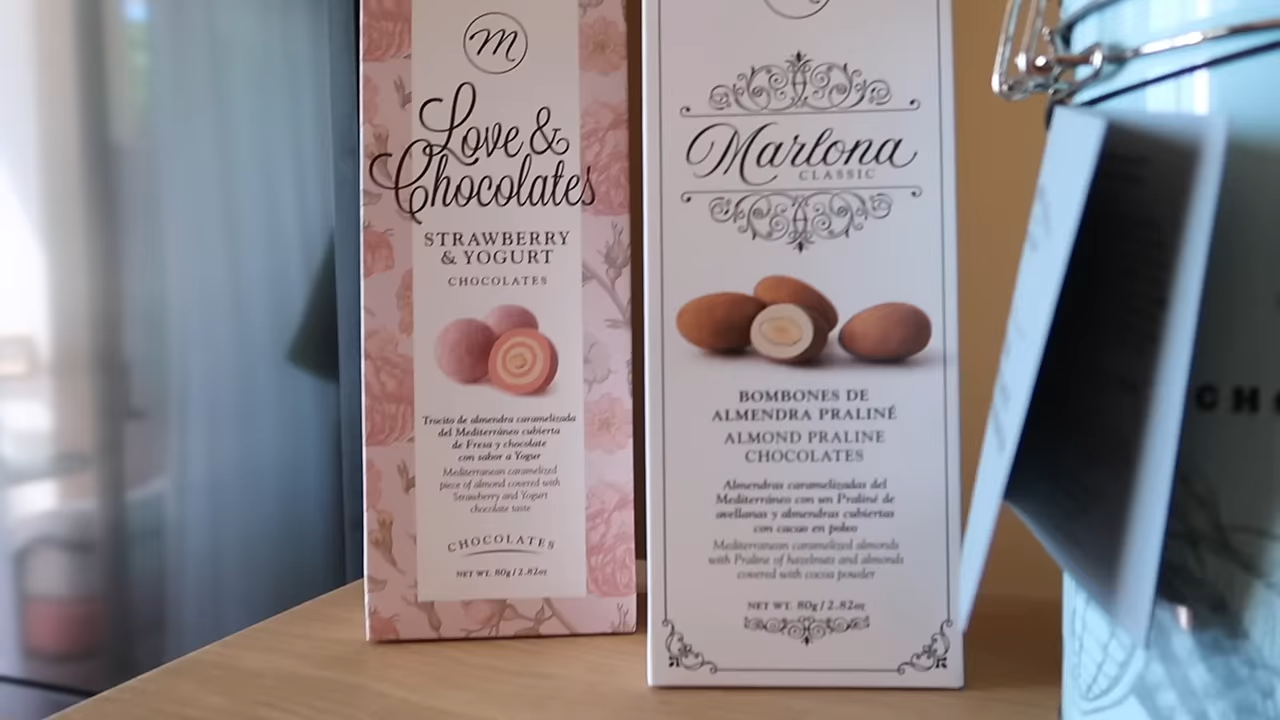 m
Love &
Chocolates
STRAWBERRY
& YOGURT
CHOCOLATES
Trocito de almendra caramelizada
del Mediterráneo cubierta
de Fresa y chocolate
con sabor a Yogur
Mediterranean caramelized
piece of almond covered with
Strawberry and Yogurt
chocolate taste
CHOCOLATES
NET WT. 80g / 2.82oz
Marlona
CLASSIC
BOMBONES DE
ALMENDRA PRALINÉ
ALMOND PRALINE
CHOCOLATES
Almendras caramelizadas del
Mediterráneo con un Praliné de
avellanas y almendras cubiertas
con cacao en polvo
Mediterranean caramelized almonds
with Praline of hazelnuts and almonds
covered with cocoa powder
NET WT. 80g / 2.82oz